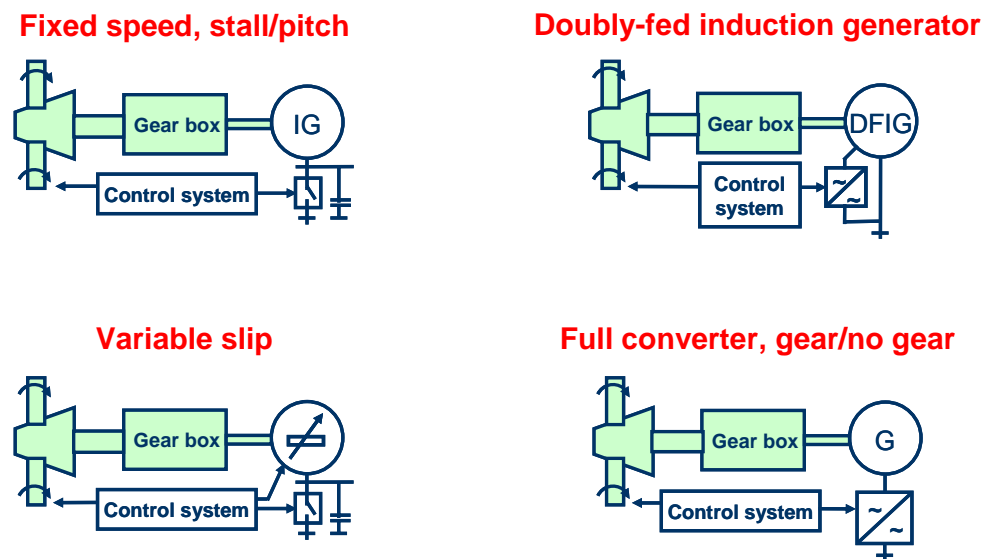 Fixed speed, stall/pitch
Gear box
IG
Control system
Doubly-fed induction generator
Gear box
DFIG
Control
system
~
~
Variable slip
Gear box
Control system
Full converter, gear/no gear
Gear box
G
Control system
~
~